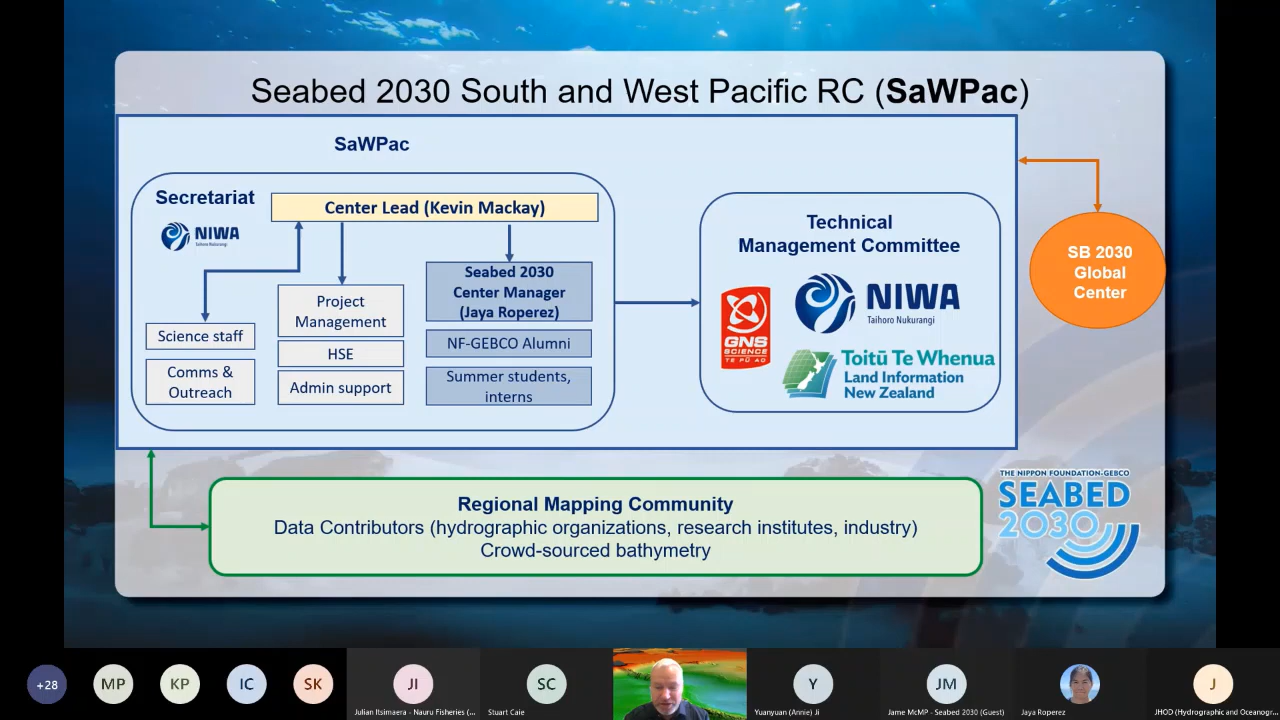 Seabed 2030 South and West Pacific RC (SaWPac)
SaWPac
Secretariat
NIWA
Taihoro Nukurangi
Center Lead (Kevin Mackay)
Science staff
Comms &
Outreach
Project
Management
HSE
Admin support
Seabed 2030
Center Manager
(Jaya Roperez)
NF-GEBCO Alumni
Summer students,
interns
Technical
Management Committee
GNS
SCIENCE
TE PŪ AO
NIWA
Taihoro Nukurangi
Toitū Te Whenua
Land Information
New Zealand
SB 2030
Global
Center
Regional Mapping Community
Data Contributors (hydrographic organizations, research institutes, industry)
Crowd-sourced bathymetry
THE NIPPON FOUNDATION-GEBCO
SEABED
2030
+28
MP
KP
IC
SK
JI
Julian Itsimaera - Nauru Fisheries (...
SC
Stuart Caie
Y
Yuanyuan (Annie) Ji
JM
Jame McMP - Seabed 2030 (Guest)
Jaya Roperez
J
JHOD (Hydrographic and Oceanogr...